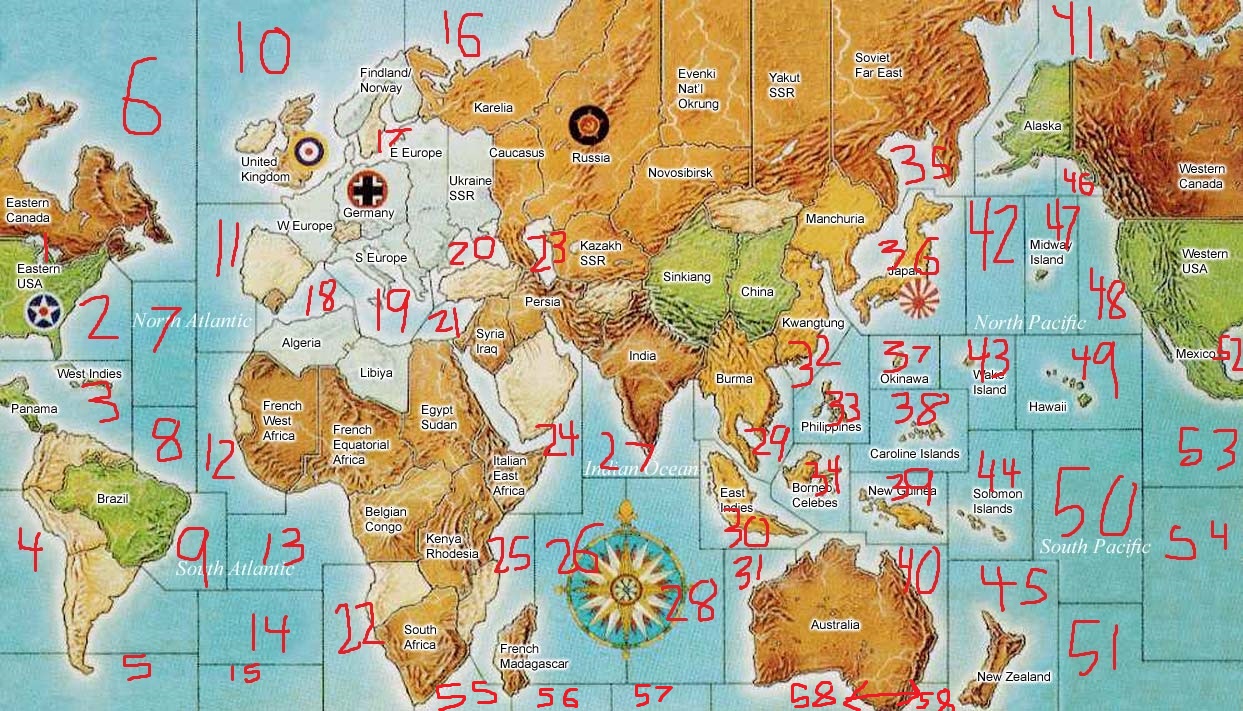 10
16
41
6
Findland/
Norway
Evenki
Nat'l
Okrung
Yakut
SSR
Soviet
Far East
Karelia
Alaska
17
E Europe
Caucasus
Russia
United
Kingdom
Novosibirsk
35
Western
Canada
Ukraine
SSR
46
Eastern
Canada
Germany
W Europe
Manchuria
42
47
11
1
S Europe
20
23
Kazakh
SSR
36
Japan
Midway
Island
Western
USA
Eastern
USA
Sinkiang
China
48
18
19
Persia
2
7
North Atlantic
21
Kwangtung
North Pacific
Algeria
Syria
Iraq
India
32
37
43
49
Mexico
52
West Indies
Libiya
Burma
Okinawa
Wake
Island
3
Panama
French
West
Africa
Egypt
Sudan
33
Philippines
38
Hawaii
8
12
French
Equatorial
Africa
24
27
29
Caroline Islands
53
Indian Ocean
Italian
East
Africa
Brazil
East
Indies
34
Borneo
Celebes
39
New Guinea
44
Solomon
Islands
50
Belgian
Congo
30
4
9
13
Kenya
Rhodesia
25
26
South Pacific
54
South Atlantic
31
40
45
28
14
22
South
Africa
Australia
51
5
15
French
Madagascar
New Zealand
55
56
57
58
58